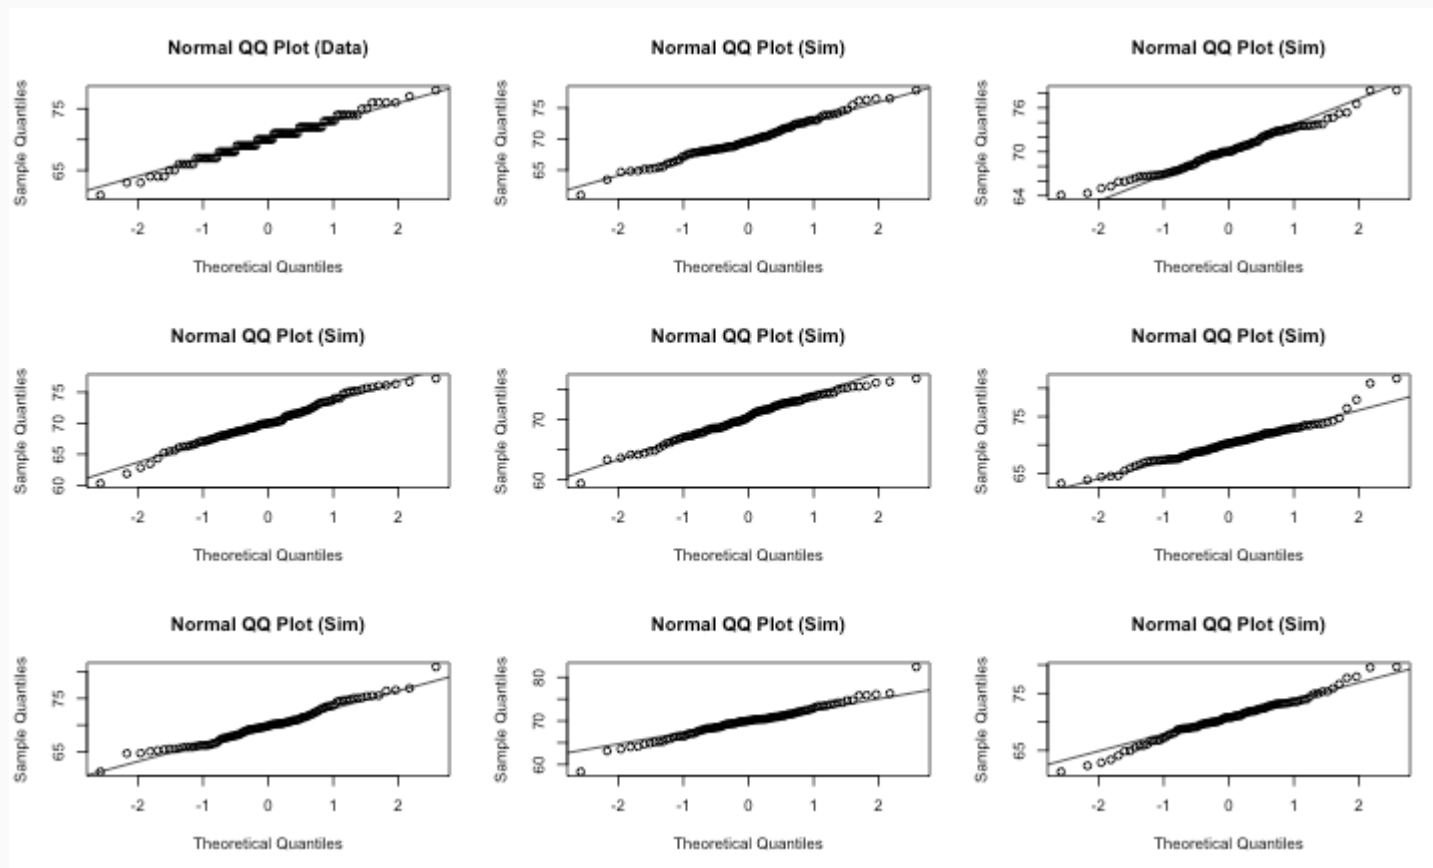 Normal QQ Plot (Data)
Sample Quantiles
75
65
-2 -1 0 1 2
Theoretical Quantiles
Normal QQ Plot (Sim)
Sample Quantiles
75
70
65
-2 -1 0 1 2
Theoretical Quantiles
Normal QQ Plot (Sim)
Sample Quantiles
76
70
64
-2 -1 0 1 2
Theoretical Quantiles
Normal QQ Plot (Sim)
Sample Quantiles
75
70
65
60
-2 -1 0 1 2
Theoretical Quantiles
Normal QQ Plot (Sim)
Sample Quantiles
70
60
-2 -1 0 1 2
Theoretical Quantiles
Normal QQ Plot (Sim)
Sample Quantiles
75
65
-2 -1 0 1 2
Theoretical Quantiles
Normal QQ Plot (Sim)
Sample Quantiles
75
65
-2 -1 0 1 2
Theoretical Quantiles
Normal QQ Plot (Sim)
Sample Quantiles
80
70
60
-2 -1 0 1 2
Theoretical Quantiles
Normal QQ Plot (Sim)
Sample Quantiles
75
65
-2 -1 0 1 2
Theoretical Quantiles